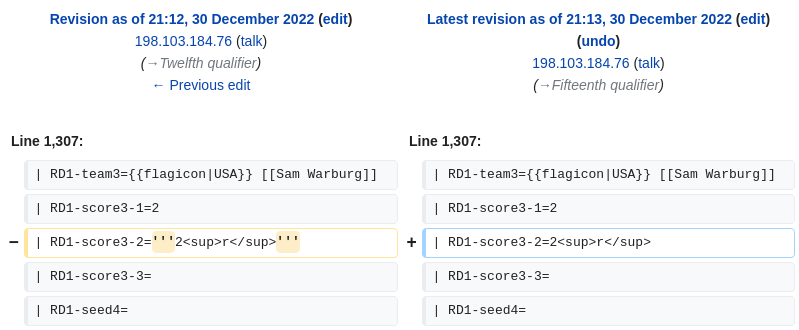 Revision as of 21:12, 30 December 2022 (edit)
198.103.184.76 (talk)
(→Twelfth qualifier)
← Previous edit
Latest revision as of 21:13, 30 December 2022 (edit)
(undo)
198.103.184.76 (talk)
(→Fifteenth qualifier)
Line 1,307:
Line 1,307:
| RD1-team3={{flagicon|USA}} [[Sam Warburg]]
| RD1-team3={{flagicon|USA}} [[Sam Warburg]]
| RD1-score3-1=2
| RD1-score3-1=2
− | RD1-score3-2='''2<sup>r</sup>'''
+ | RD1-score3-2=2<sup>r</sup>
| RD1-score3-3=
| RD1-score3-3=
| RD1-seed4=
| RD1-seed4=